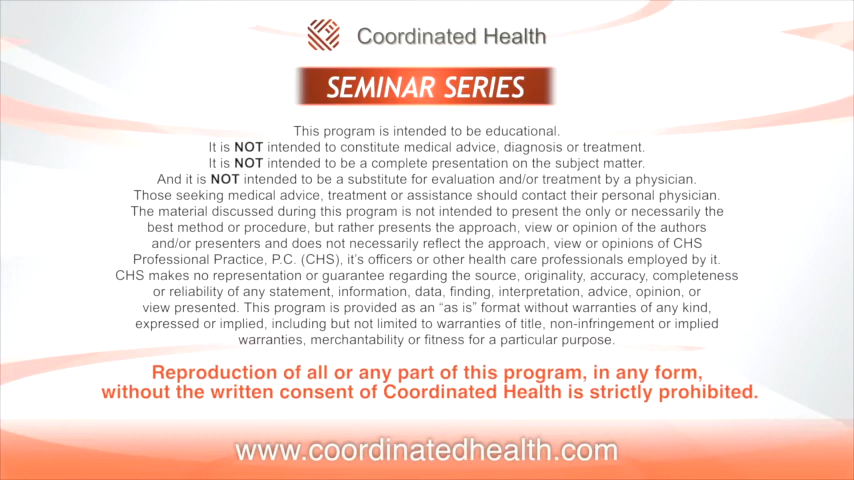 Coordinated Health
SEMINAR SERIES
This program is intended to be educational.
It is NOT intended to constitute medical advice, diagnosis or treatment.
It is NOT intended to be a complete presentation on the subject matter.
And it is NOT intended to be a substitute for evaluation and/or treatment by a physician.
Those seeking medical advice, treatment or assistance should contact their personal physician.
The material discussed during this program is not intended to present the only or necessarily the
best method or procedure, but rather presents the approach, view or opinion of the authors
and/or presenters and does not necessarily reflect the approach, view or opinions of CHS
Professional Practice, P.C. (CHS), it's officers or other health care professionals employed by it.
CHS makes no representation or guarantee regarding the source, originality, accuracy, completeness
or reliability of any statement, information, data, finding, interpretation, advice, opinion, or
view presented. This program is provided as an “as is” format without warranties of any kind,
expressed or implied, including but not limited to warranties of title, non-infringement or implied
warranties, merchantability or fitness for a particular purpose.
Reproduction of all or any part of this program, in any form,
without the written consent of Coordinated Health is strictly prohibited.
www.coordinatedhealth.com